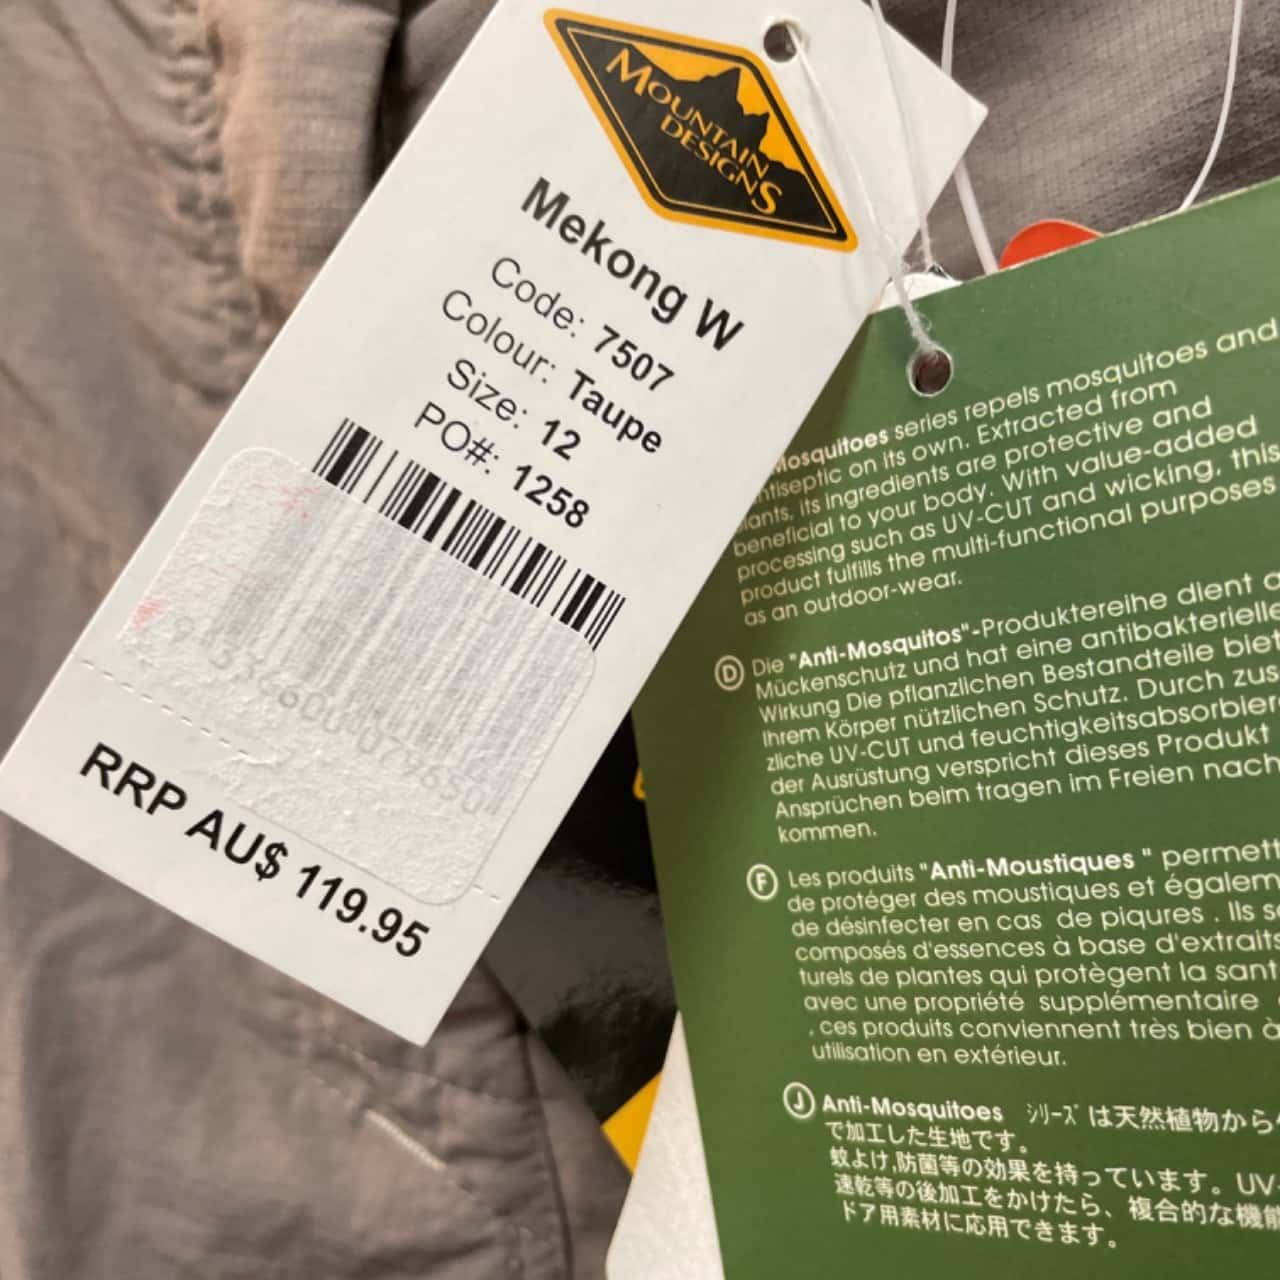 MOUNTAIN
DESIGNS
Mekong W
Code: 7507
Colour: Taupe
Size: 12
PO#: 1258
RRP AU$ 119.95
Mosquitoes series repels mosquitoes and
antiseptic on its own. Extracted from
plants, its ingredients are protective and
beneficial to your body. With value-added
processing such as UV-CUT and wicking, this
product fulfills the multi-functional purposes
as an outdoor-wear.
D Die "Anti-Mosquitos"-Produktereihe dient
Mückenschutz und hat eine antibakterielle
Wirkung Die pflanzlichen Bestandteile biet
Ihrem Körper nützlichen Schutz. Durch zus
zliche UV-CUT und feuchtigkeitsabsorbier
der Ausrüstung verspricht dieses Produkt
Ansprüchen beim tragen im Freien nach
kommen.
F Les produits "Anti-Moustiques " permett
de protéger des moustiques et égalem
de désinfecter en cas de piqures . Ils so
composés d'essences à base d'extraits
turels de plantes qui protègent la sant
avec une propriété supplémentaire
, ces produits conviennent très bien à
utilisation en extérieur.
J Anti-Mosquitoes シリーズ は天然植物から
で加工した生地です。
蚊よけ,防菌等の効果を持っています。UV-
速乾等の後加工をかけたら、複合的な機能
ドア用素材に応用できます。